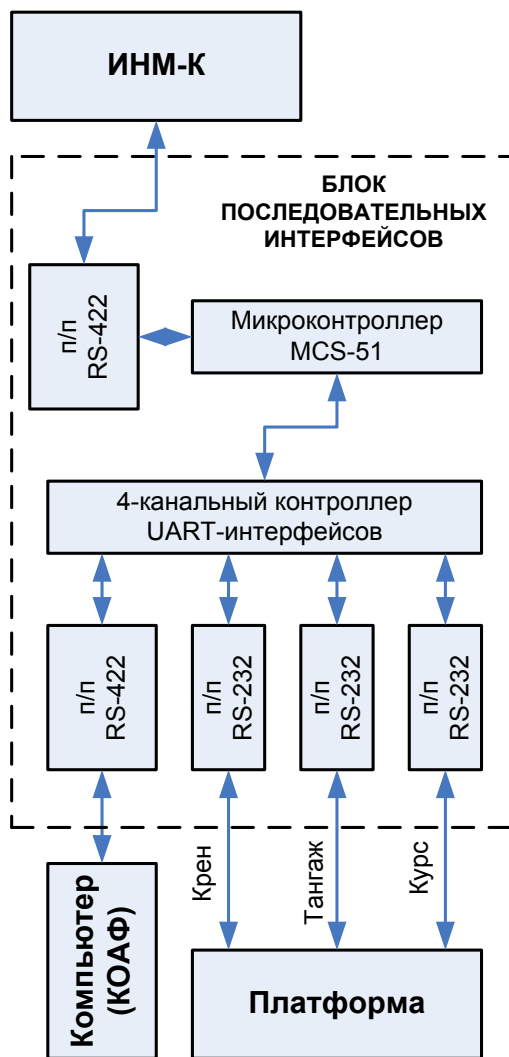 ИНМ-К
БЛОК
ПОСЛЕДОВАТЕЛЬНЫХ
ИНТЕРФЕЙСОВ
п/п
RS-422
Микроконтроллер
MCS-51
4-канальный контроллер
UART-интерфейсов
п/п
RS-422
п/п
RS-232
п/п
RS-232
п/п
RS-232
Крен
Тангаж
Курс
Компьютер
(КОАФ)
Платформа